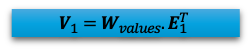 V₁ = W_values.E₁ᵀ